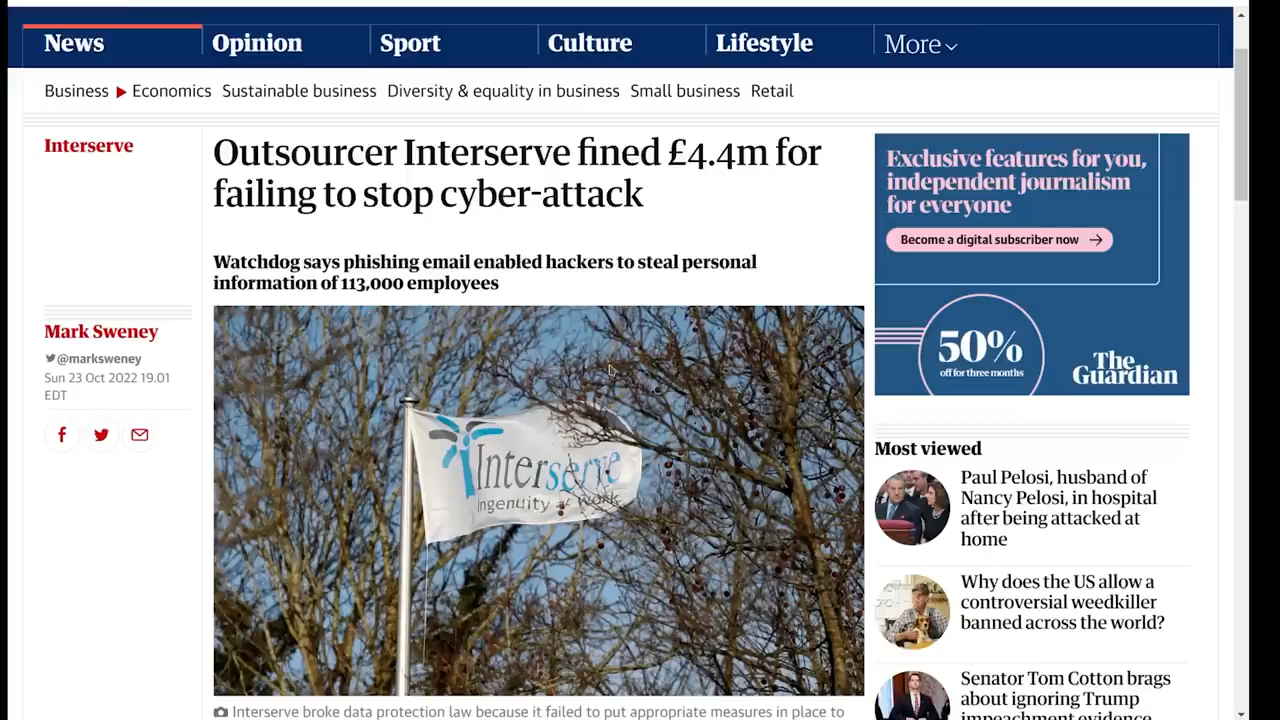 News
Opinion
Sport
Culture
Lifestyle
More
Business
Economics
Sustainable business
Diversity & equality in business
Small business
Retail
Interserve
Outsourcer Interserve fined £4.4m for
failing to stop cyber-attack
Watchdog says phishing email enabled hackers to steal personal
information of 113,000 employees
Mark Sweney
@marksweney
Sun 23 Oct 2022 19.01
EDT
Interserve
ingenuity at work
Interserve broke data protection law because it failed to put appropriate measures in place to
Exclusive features for you,
independent journalism
for everyone
Become a digital subscriber now
50%
off for three months
The
Guardian
Most viewed
Paul Pelosi, husband of
Nancy Pelosi, in hospital
after being attacked at
home
Why does the US allow a
controversial weedkiller
banned across the world?
Senator Tom Cotton brags
about ignoring Trump
impeachment evidence